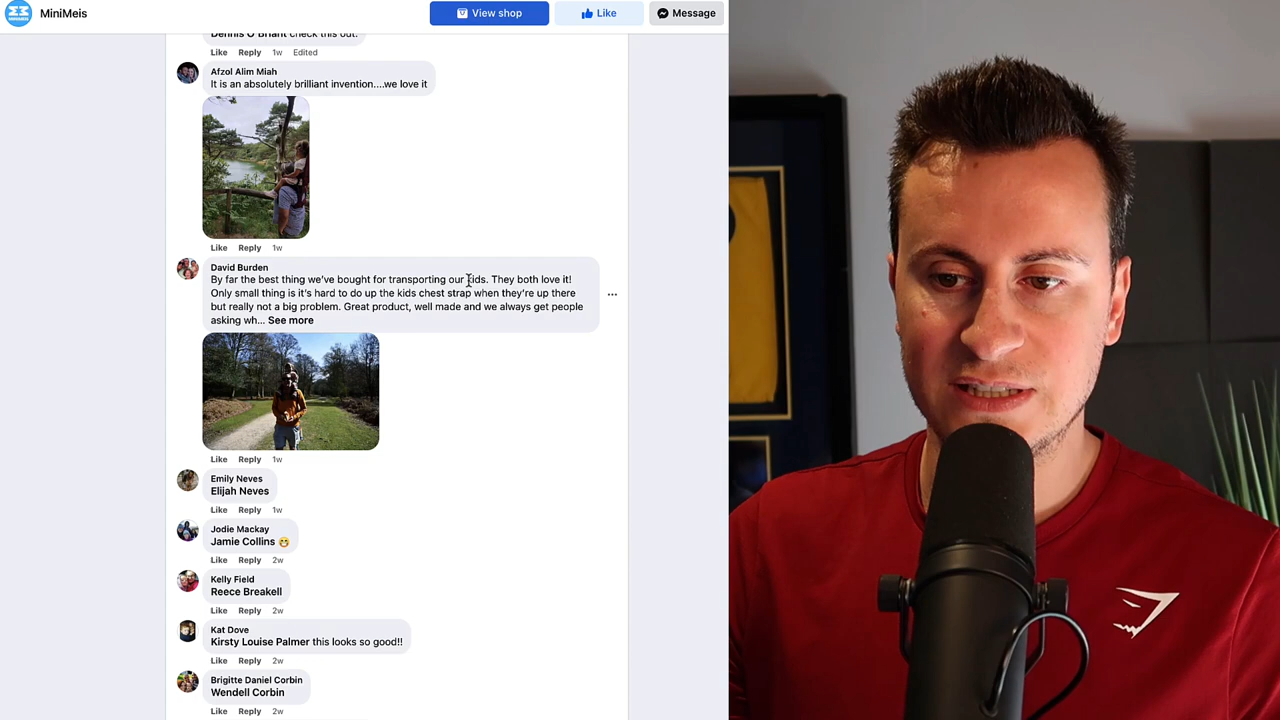 MiniMeis
View shop
Like
Message
Dennis O'Briant check this out.
Like Reply 1w Edited
Afzol Alim Miah
It is an absolutely brilliant invention....we love it
Like Reply 1w
David Burden
By far the best thing we've bought for transporting our kids. They both love it!
Only small thing is it's hard to do up the kids chest strap when they're up there
but really not a big problem. Great product, well made and we always get people
asking wh... See more
Like Reply 1w
Emily Neves
Elijah Neves
Like Reply 1w
Jodie Mackay
Jamie Collins 😁
Like Reply 2w
Kelly Field
Reece Breakell
Like Reply 2w
Kat Dove
Kirsty Louise Palmer this looks so good!!
Like Reply 2w
Brigitte Daniel Corbin
Wendell Corbin
Like Reply 2w